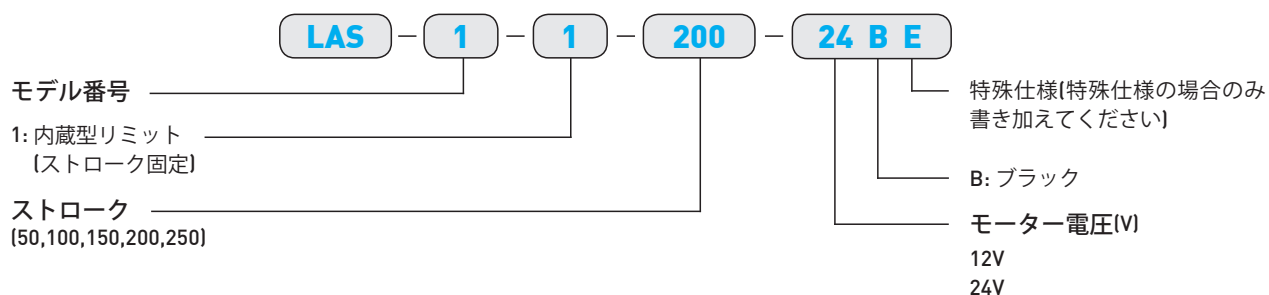 LAS - 1 - 1 - 200 - 24 B E
モデル番号
1: 内蔵型リミット
(ストローク固定)
ストローク
(50,100,150,200,250)
特殊仕様(特殊仕様の場合のみ
書き加えてください)
B: ブラック
モーター電圧(V)
12V
24V